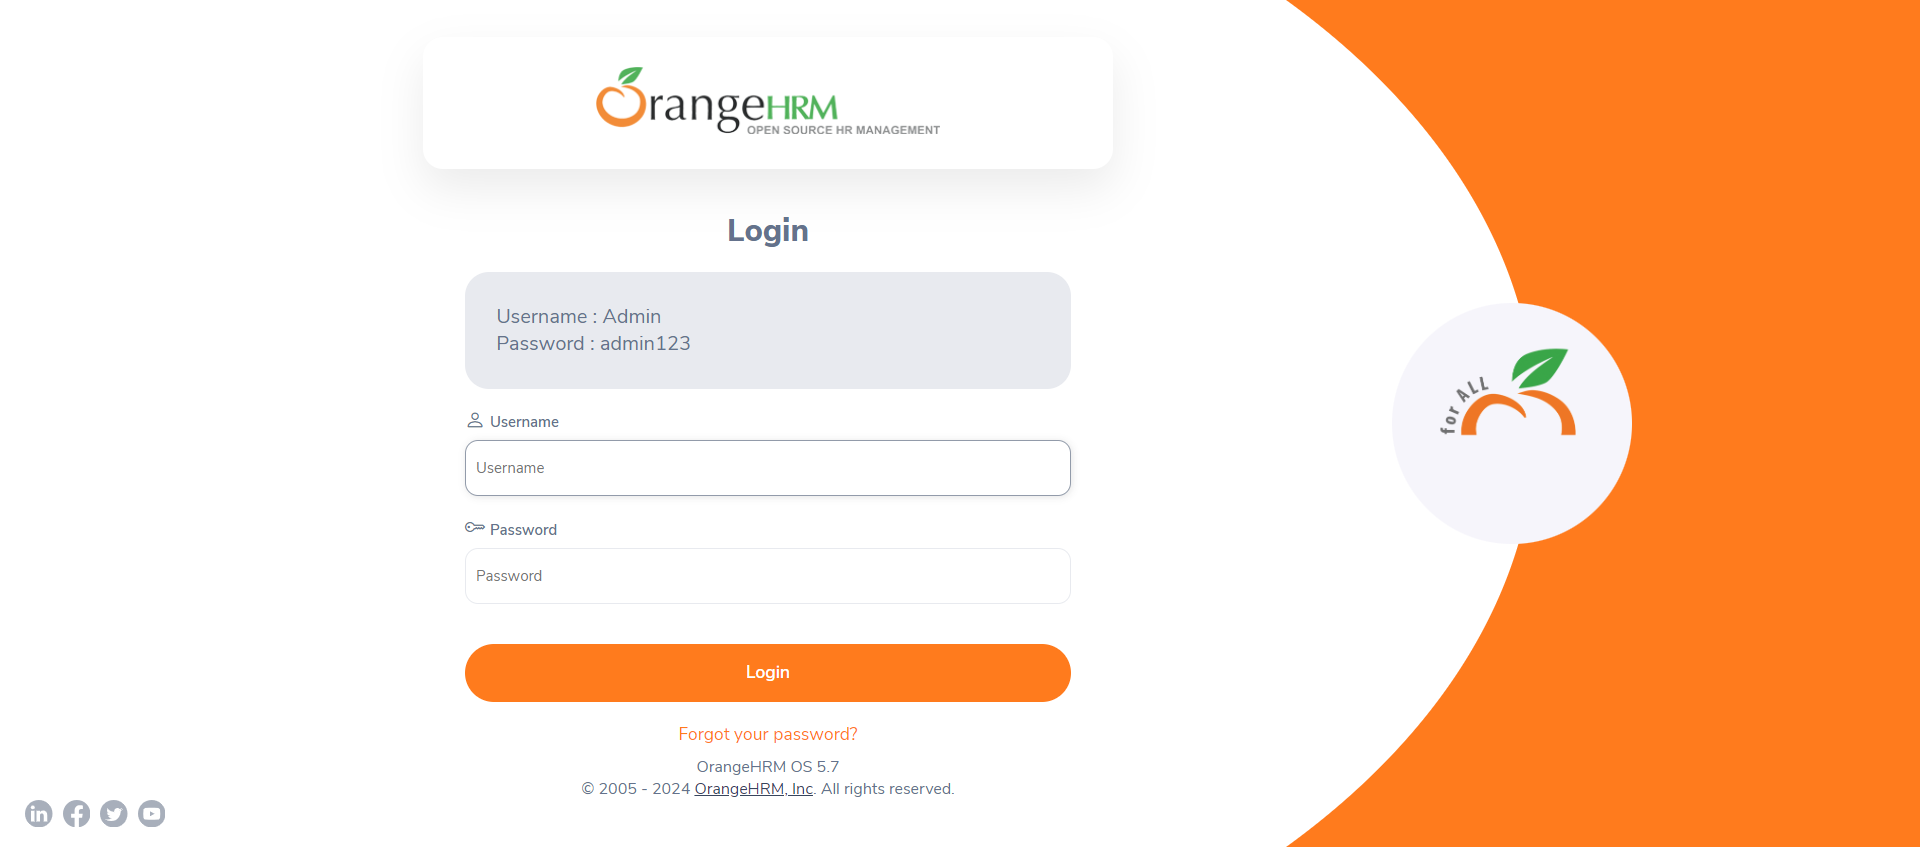 OrangeHRM
OPEN SOURCE HR MANAGEMENT
Login
Username : Admin
Password : admin123
Username
Username
Password
Password
Login
Forgot your password?
OrangeHRM OS 5.7
© 2005 - 2024 OrangeHRM, Inc. All rights reserved.
for ALL